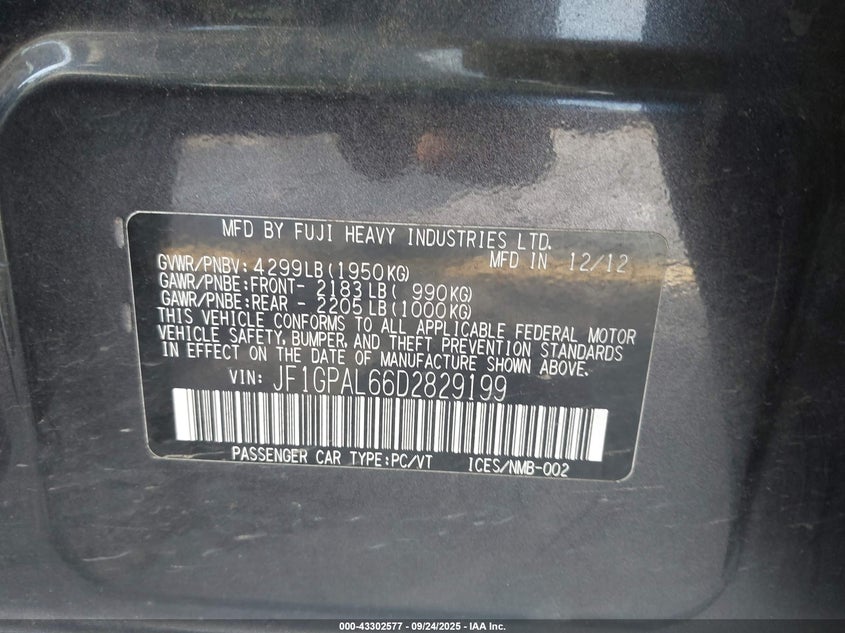 MFD BY FUJI HEAVY INDUSTRIES LTD.
MFD IN 12/12
GVWR/PNBV: 4299LB (1950KG)
GAWR/PNBE: FRONT- 2183LB ( 990KG)
GAWR/PNBE: REAR - 2205LB (1000KG)
THIS VEHICLE CONFORMS TO ALL APPLICABLE FEDERAL MOTOR
VEHICLE SAFETY, BUMPER, AND THEFT PREVENTION STANDARDS
IN EFFECT ON THE DATE OF MANUFACTURE SHOWN ABOVE.
VIN: JF1GPAL66D2829199
PASSENGER CAR TYPE:PC/VT ICES/NMB-002
000-43302577 - 09/24/2025 - IAA Inc.